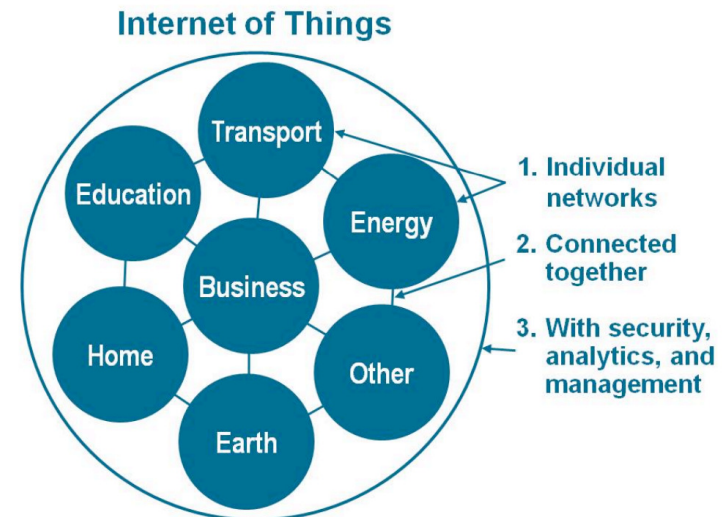 Internet of Things
Transport
Education
Energy
Business
Home
Other
Earth
1. Individual
networks
2. Connected
together
3. With security,
analytics, and
management